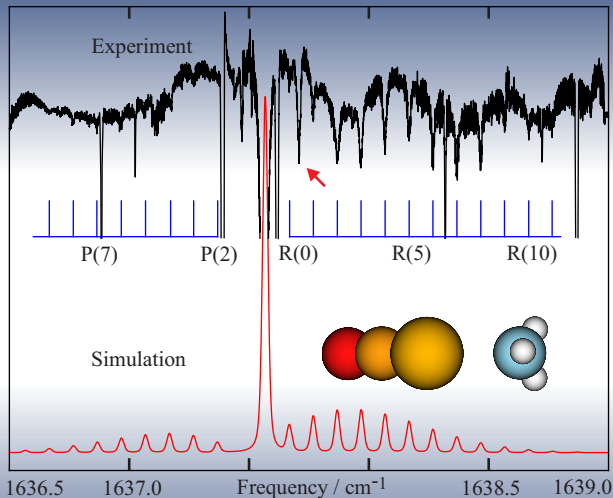 Experiment
P(7) P(2) R(0) R(5) R(10)
Simulation
1636.5 1637.0 Frequency / cm⁻¹ 1638.5 1639.0